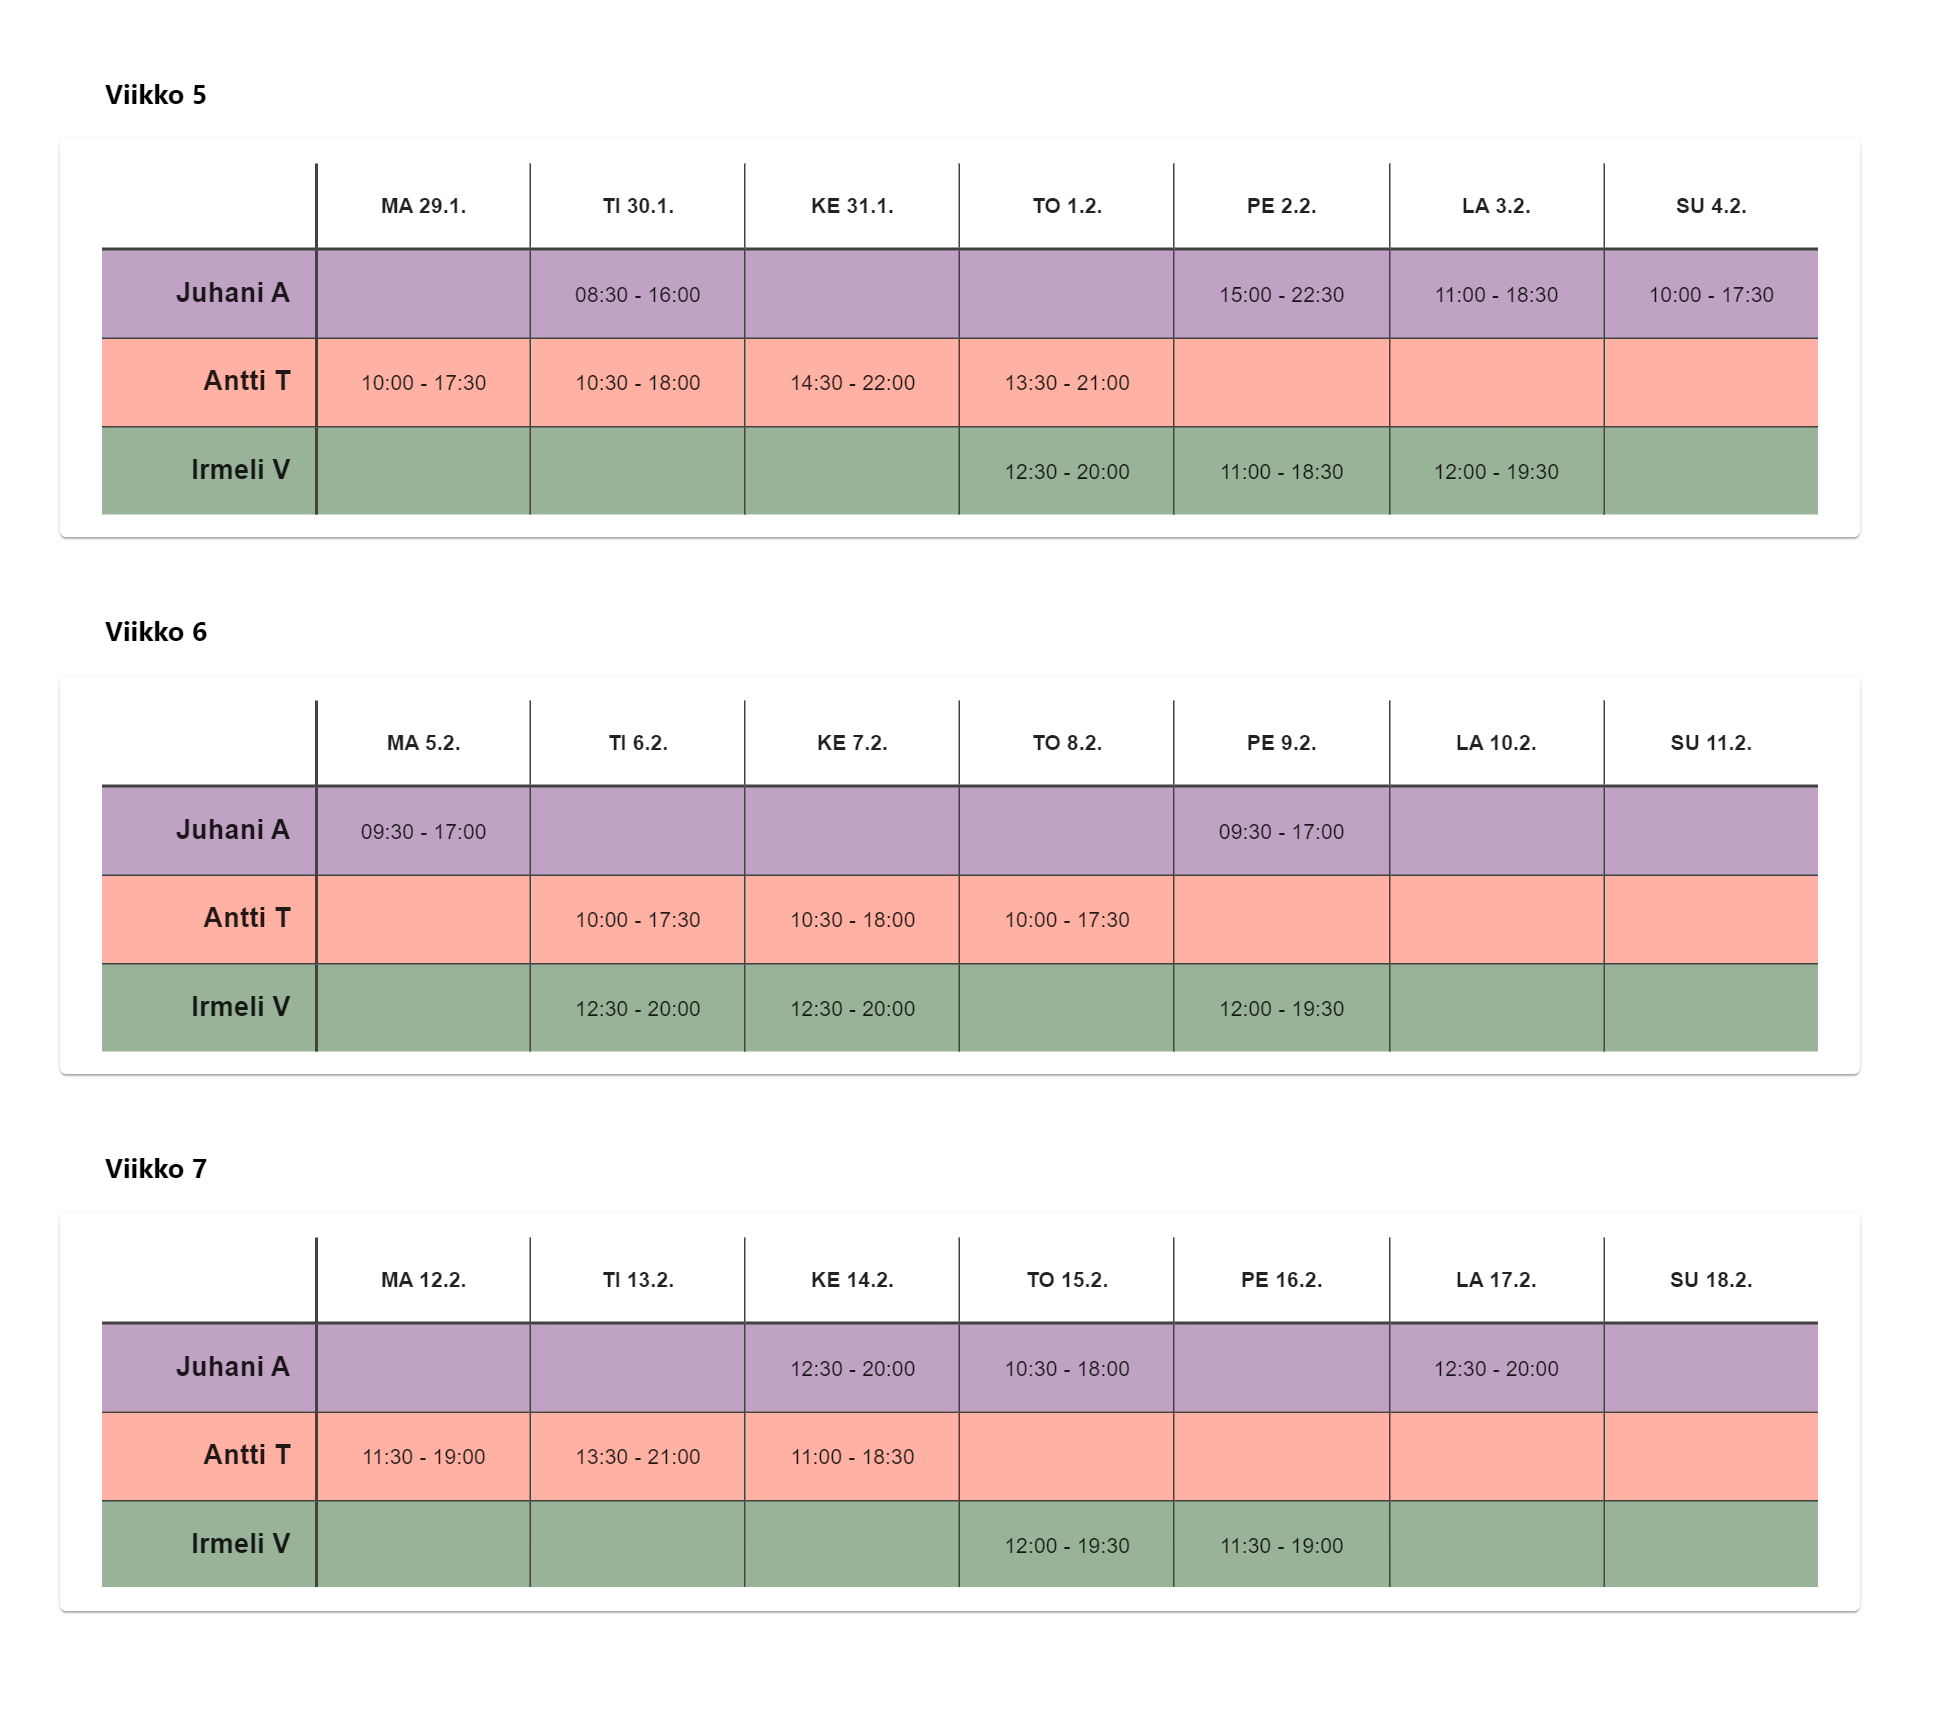 Viikko 5
MA 29.1. TI 30.1. KE 31.1. TO 1.2. PE 2.2. LA 3.2. SU 4.2.
Juhani A 08:30 - 16:00 15:00 - 22:30 11:00 - 18:30 10:00 - 17:30
Antti T 10:00 - 17:30 10:30 - 18:00 14:30 - 22:00 13:30 - 21:00
Irmeli V 12:30 - 20:00 11:00 - 18:30 12:00 - 19:30
Viikko 6
MA 5.2. TI 6.2. KE 7.2. TO 8.2. PE 9.2. LA 10.2. SU 11.2.
Juhani A 09:30 - 17:00 09:30 - 17:00
Antti T 10:00 - 17:30 10:30 - 18:00 10:00 - 17:30
Irmeli V 12:30 - 20:00 12:30 - 20:00 12:00 - 19:30
Viikko 7
MA 12.2. TI 13.2. KE 14.2. TO 15.2. PE 16.2. LA 17.2. SU 18.2.
Juhani A 12:30 - 20:00 10:30 - 18:00 12:30 - 20:00
Antti T 11:30 - 19:00 13:30 - 21:00 11:00 - 18:30
Irmeli V 12:00 - 19:30 11:30 - 19:00